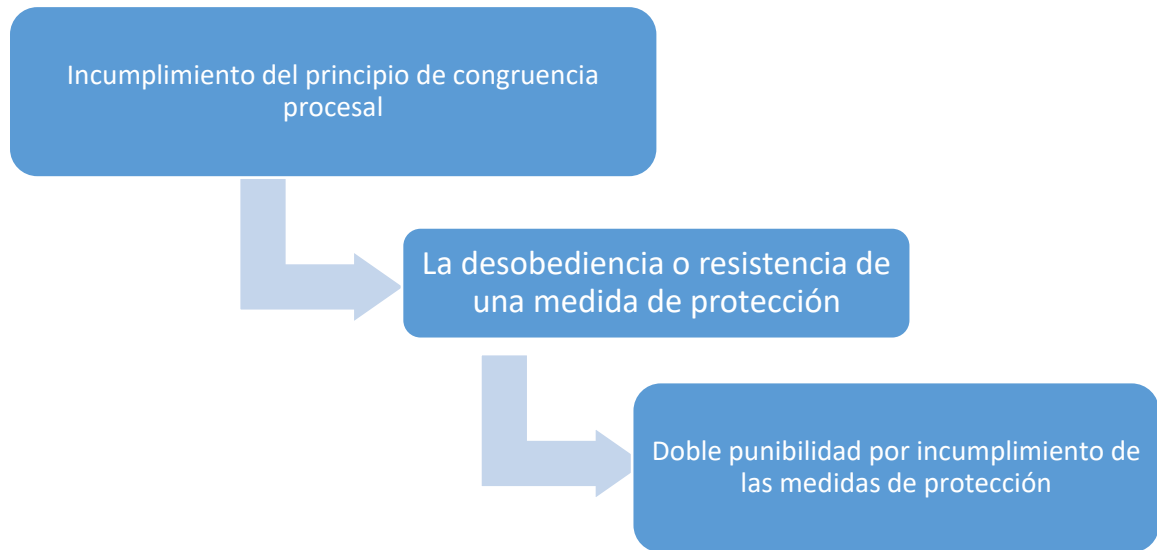 Incumplimiento del principio de congruencia
procesal
La desobediencia o resistencia de
una medida de protección
Doble punibilidad por incumplimiento de
las medidas de protección